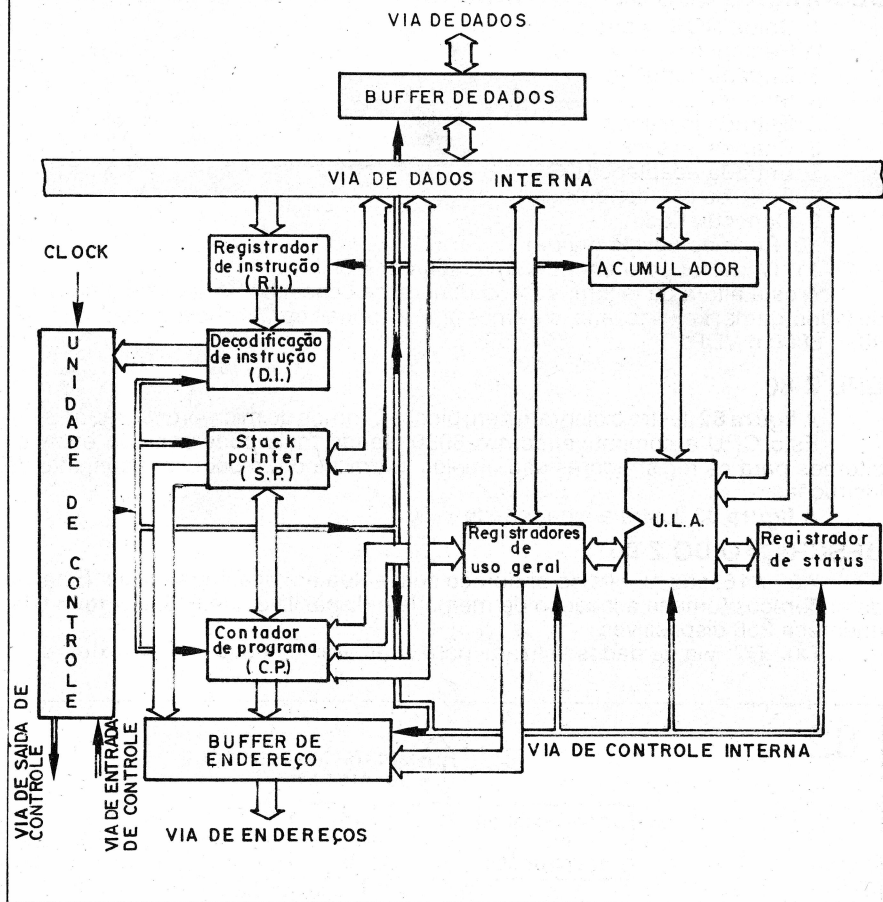 VIA DE DADOS
BUFFER DE DADOS
VIA DE DADOS INTERNA
CLOCK
Registrador
de instrução
(R.I.)
ACUMULADOR
UNIDADE DE CONTROLE
Decodificação
de instrução
(D.I.)
Stack
pointer
(S.P.)
Registradores
de
uso geral
U.L.A.
Registrador
de status
Contador
de programa
(C.P.)
VIA DE SAÍDA DE
CONTROLE
VIA DE ENTRADA
DE CONTROLE
BUFFER DE
ENDEREÇO
VIA DE CONTROLE INTERNA
VIA DE ENDEREÇOS